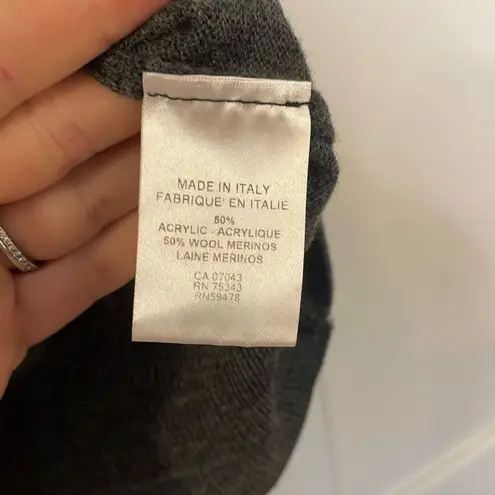 MADE IN ITALY
FABRIQUE' EN ITALIE
50%
ACRYLIC - ACRYLIQUE
50% WOOL MERINOS
LAINE MERINOS
CA 07043
RN 75343
RN59478